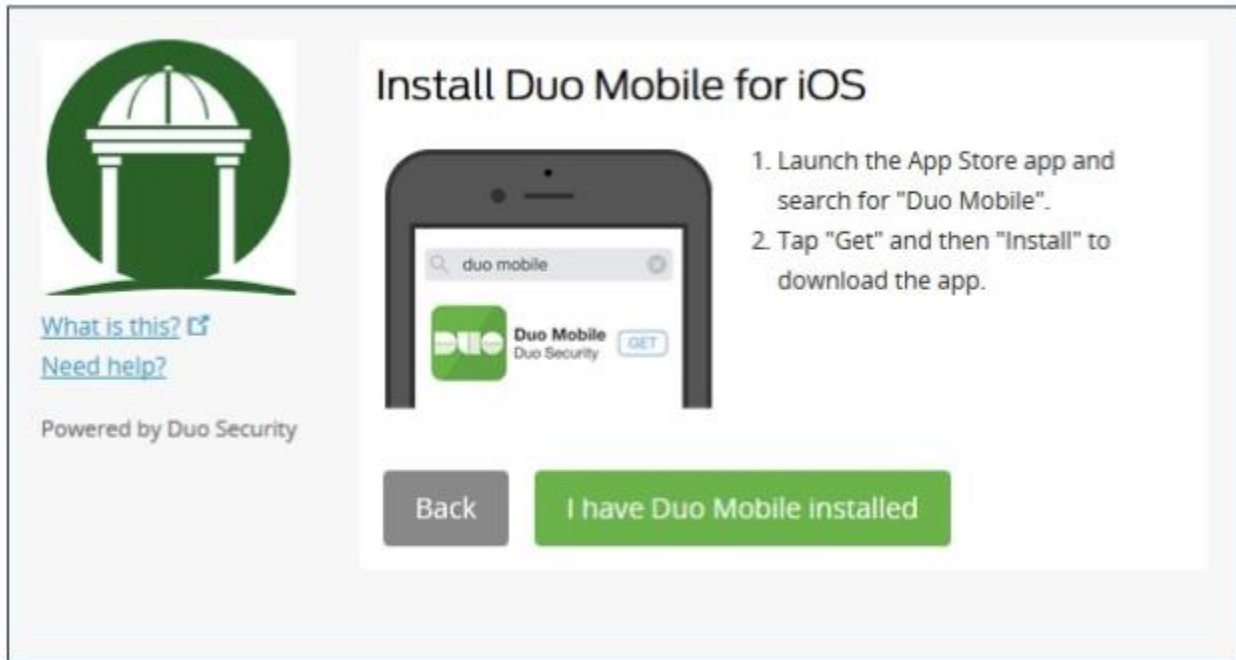 What is this?
Need help?
Powered by Duo Security
Install Duo Mobile for iOS
duo mobile
DUO
Duo Mobile
Duo Security
GET
1. Launch the App Store app and
search for "Duo Mobile".
2. Tap "Get" and then "Install" to
download the app.
Back
I have Duo Mobile installed